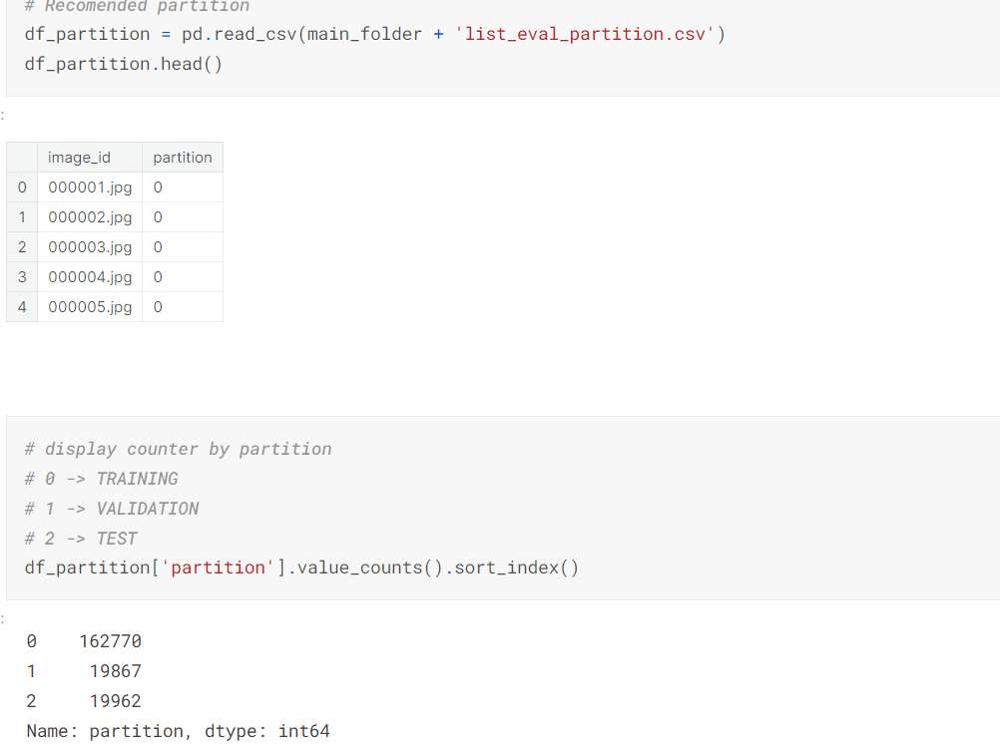 # Recomended partition
df_partition = pd.read_csv(main_folder + 'list_eval_partition.csv')
df_partition.head()
:
image_id partition
0 000001.jpg 0
1 000002.jpg 0
2 000003.jpg 0
3 000004.jpg 0
4 000005.jpg 0
# display counter by partition
# 0 -> TRAINING
# 1 -> VALIDATION
# 2 -> TEST
df_partition['partition'].value_counts().sort_index()
:
0 162770
1 19867
2 19962
Name: partition, dtype: int64